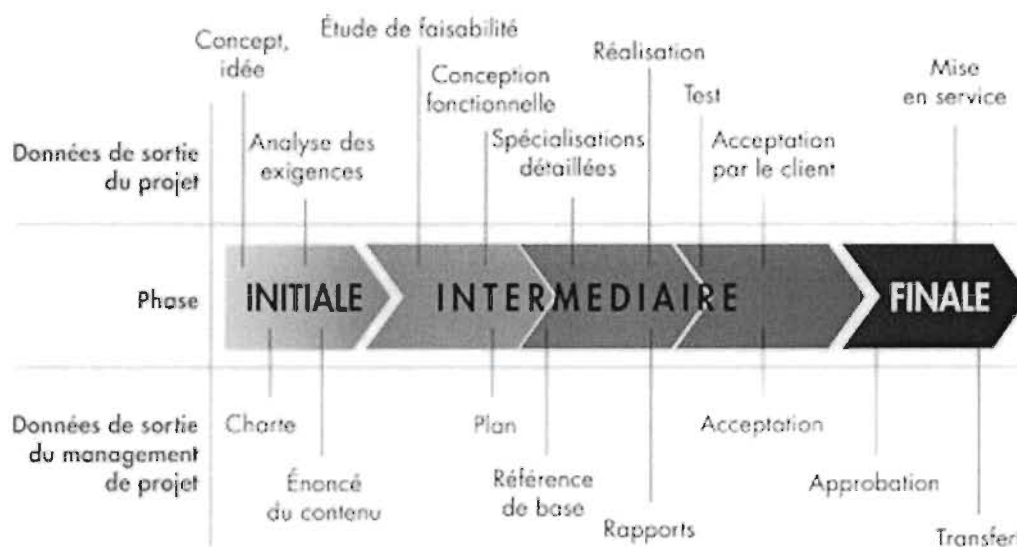 Concept,
idée
Étude de faisabilité
Réalisation
Mise
en service
Conception
fonctionnelle
Test
Analyse des
exigences
Spécialisations
détaillées
Acceptation
par le client
Données de sortie
du projet
Phase
INITIALE
INTERMEDIAIRE
FINALE
Données de sortie
du management
de projet
Charte
Plan
Acceptation
Énoncé
du contenu
Référence
de base
Approbation
Rapports
Transfert